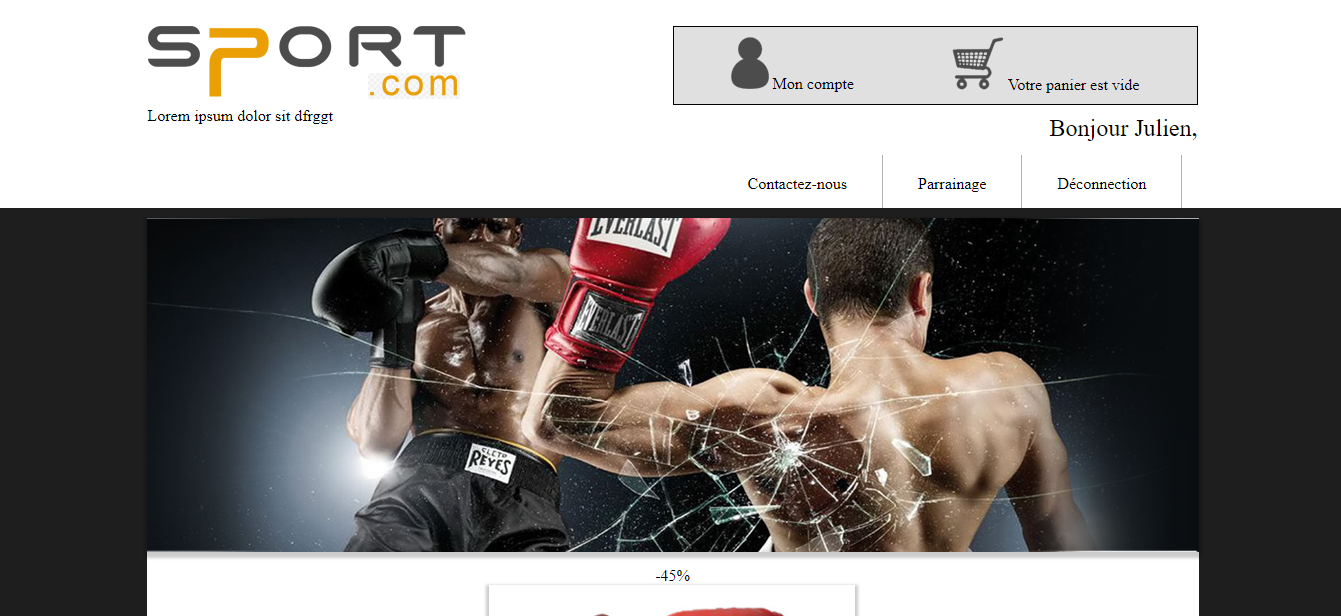 SPORT
.com
Lorem ipsum dolor sit dfrggt
Mon compte
Votre panier est vide
Bonjour Julien,
Contactez-nous
Parrainage
Déconnection
EVERLAST
EVERLAST
CLETO
REYES
-45%